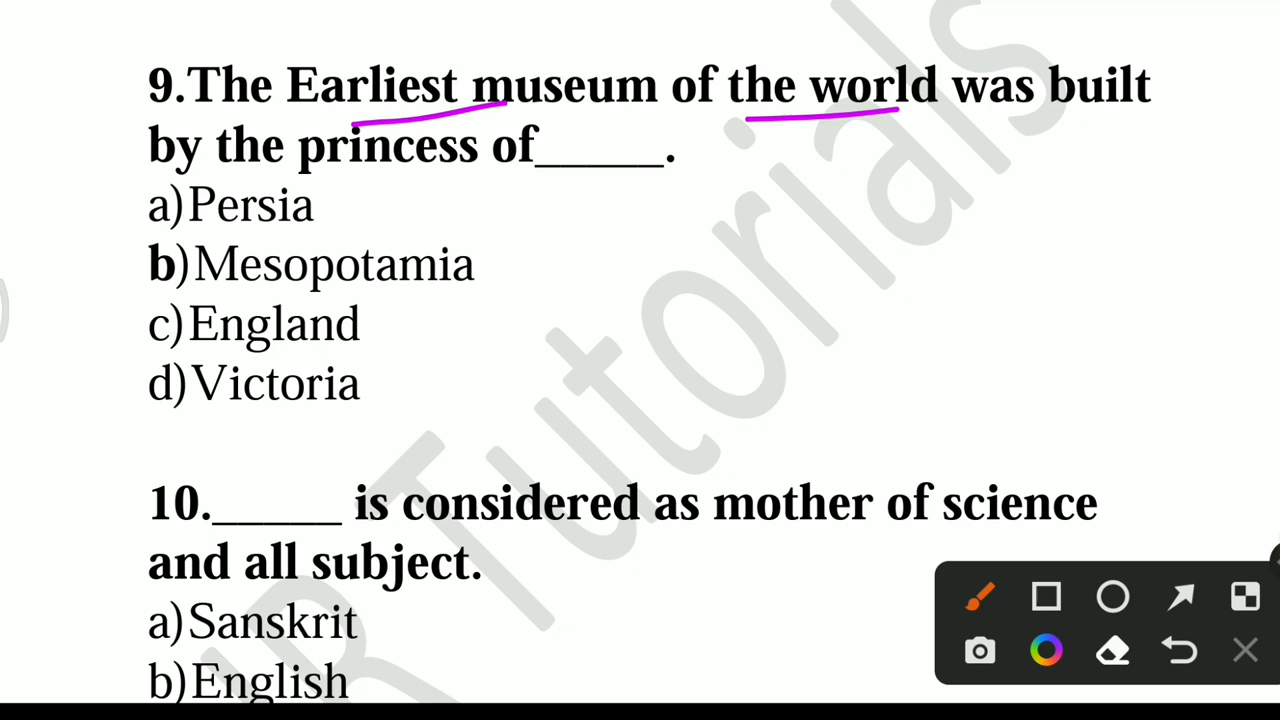 9.The Earliest museum of the world was built
by the princess of_____.
a)Persia
b)Mesopotamia
c)England
d)Victoria
10._____ is considered as mother of science
and all subject.
a)Sanskrit
b)English
R Tutorials